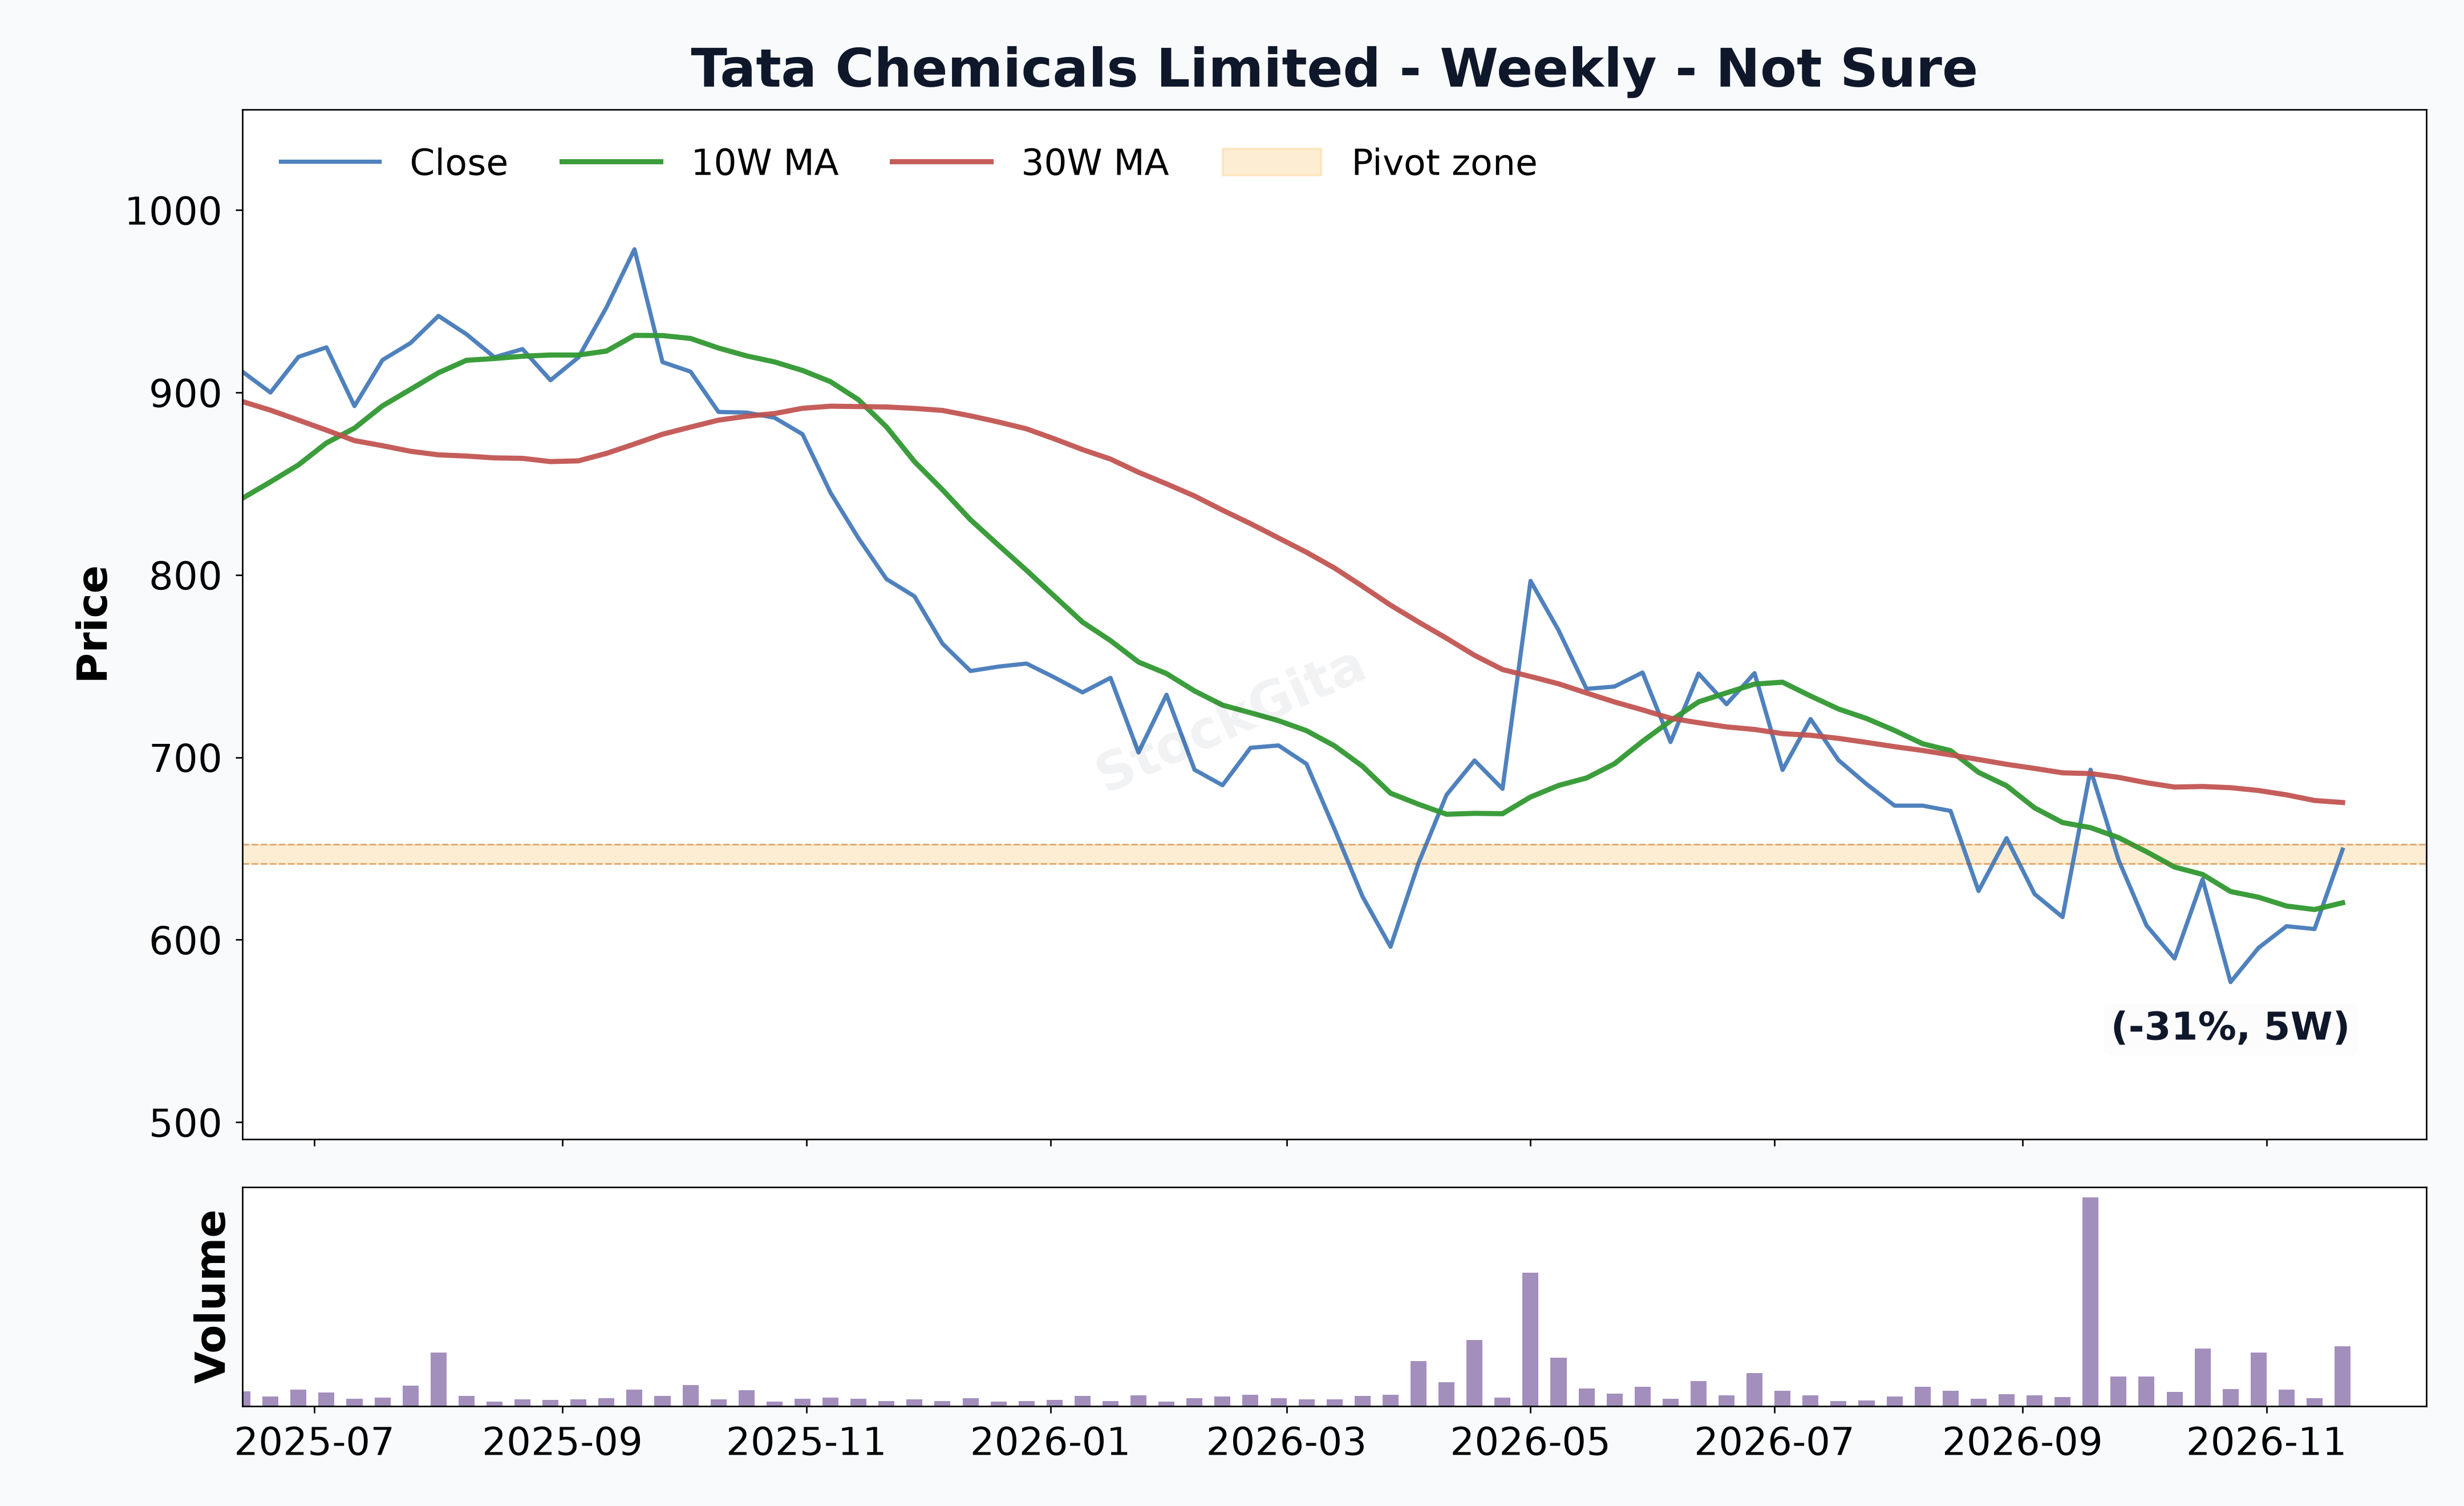 Tata Chemicals Limited - Weekly - Not Sure
Close 10W MA 30W MA Pivot zone
Price
1000
900
800
700
600
500
StockGita
(-31%, 5W)
Volume
2025-07 2025-09 2025-11 2026-01 2026-03 2026-05 2026-07 2026-09 2026-11